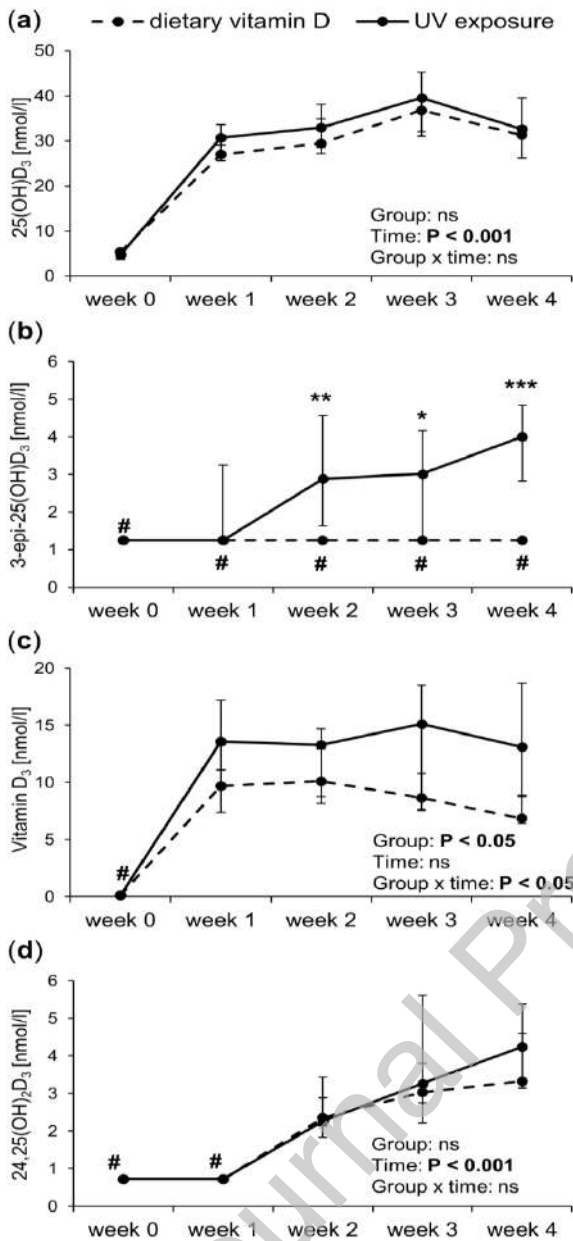 (a) dietary vitamin D UV exposure
25(OH)D₃ [nmol/l]
50
40
30
20
10
0
Group: ns
Time: P < 0.001
Group x time: ns
week 0 week 1 week 2 week 3 week 4
(b)
3-epi-25(OH)D₃ [nmol/l]
6
5
4
3
2
1
0
** * ***
# # # # #
week 0 week 1 week 2 week 3 week 4
(c)
Vitamin D₃ [nmol/l]
20
15
10
5
0
#
Group: P < 0.05
Time: ns
Group x time: P < 0.05
week 0 week 1 week 2 week 3 week 4
(d)
24,25(OH)₂D₃ [nmol/l]
6
5
4
3
2
1
0
# #
Group: ns
Time: P < 0.001
Group x time: ns
week 0 week 1 week 2 week 3 week 4
Journal Pre